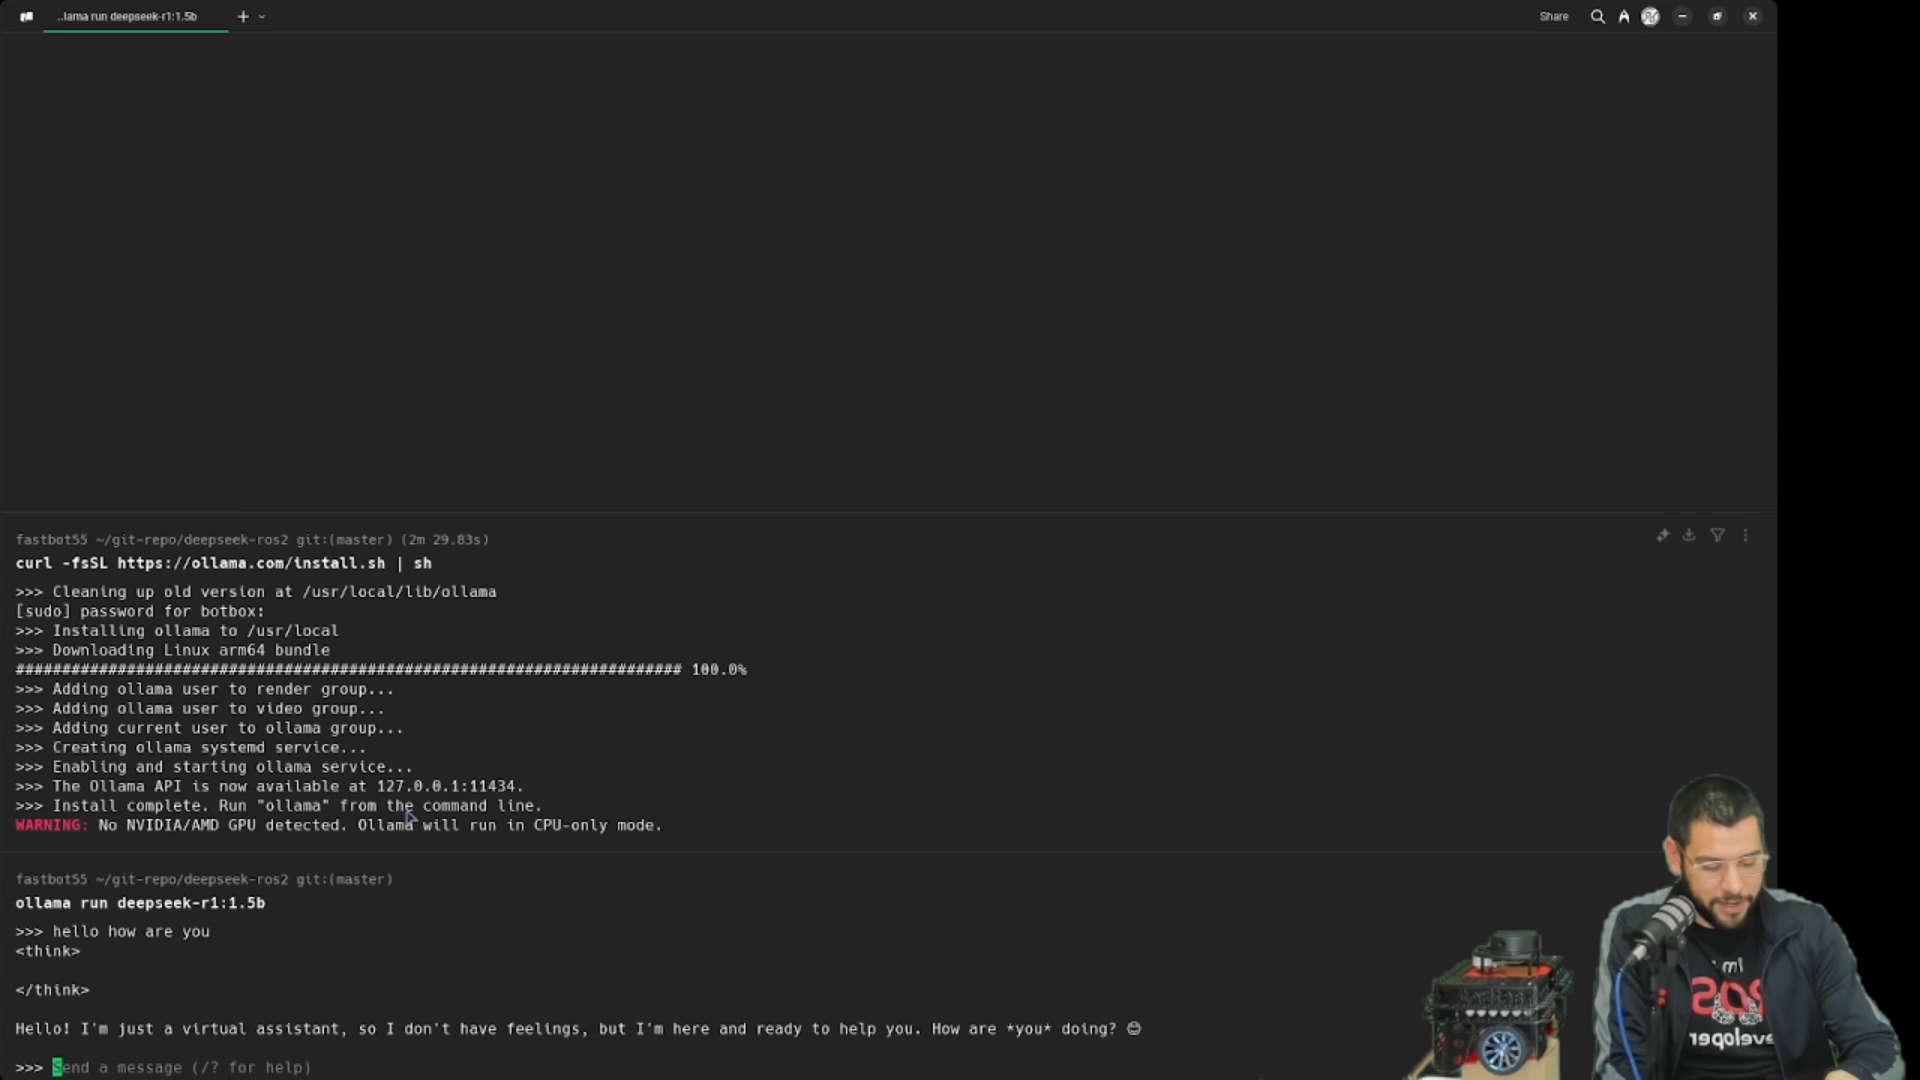 ..lama run deepseek-r1:1.5b
Share
fastbot55 ~/git-repo/deepseek-ros2 git:(master) (2m 29.83s)
curl -fsSL https://ollama.com/install.sh | sh
>>> Cleaning up old version at /usr/local/lib/ollama
[sudo] password for botbox:
>>> Installing ollama to /usr/local
>>> Downloading Linux arm64 bundle
######################################################################## 100.0%
>>> Adding ollama user to render group...
>>> Adding ollama user to video group...
>>> Adding current user to ollama group...
>>> Creating ollama systemd service...
>>> Enabling and starting ollama service...
>>> The Ollama API is now available at 127.0.0.1:11434.
>>> Install complete. Run "ollama" from the command line.
WARNING: No NVIDIA/AMD GPU detected. Ollama will run in CPU-only mode.
fastbot55 ~/git-repo/deepseek-ros2 git:(master)
ollama run deepseek-r1:1.5b
>>> hello how are you
<think>
</think>
Hello! I'm just a virtual assistant, so I don't have feelings, but I'm here and ready to help you. How are *you* doing? 😊
>>> Send a message (/? for help)
I'm
ROS